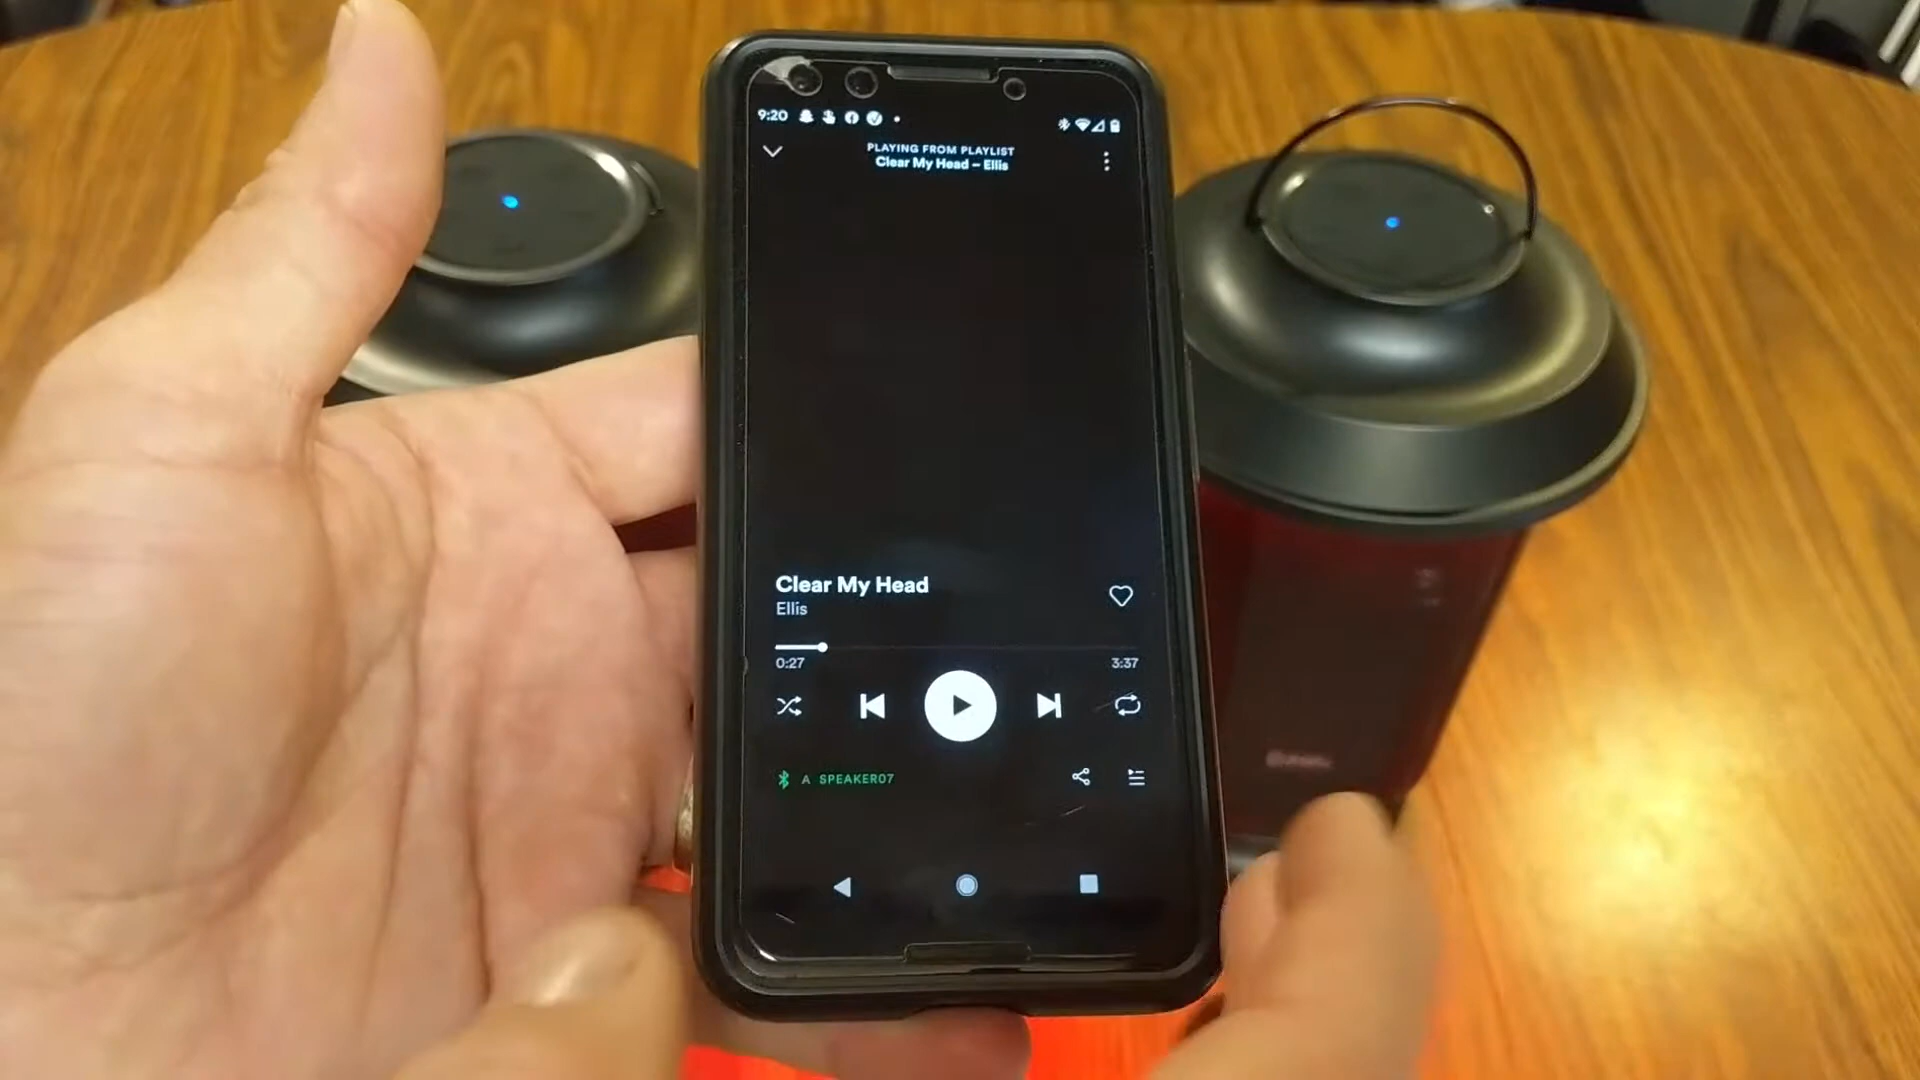 9:20
PLAYING FROM PLAYLIST
Clear My Head – Ellis
Clear My Head
Ellis
0:27
3:37
A SPEAKER07